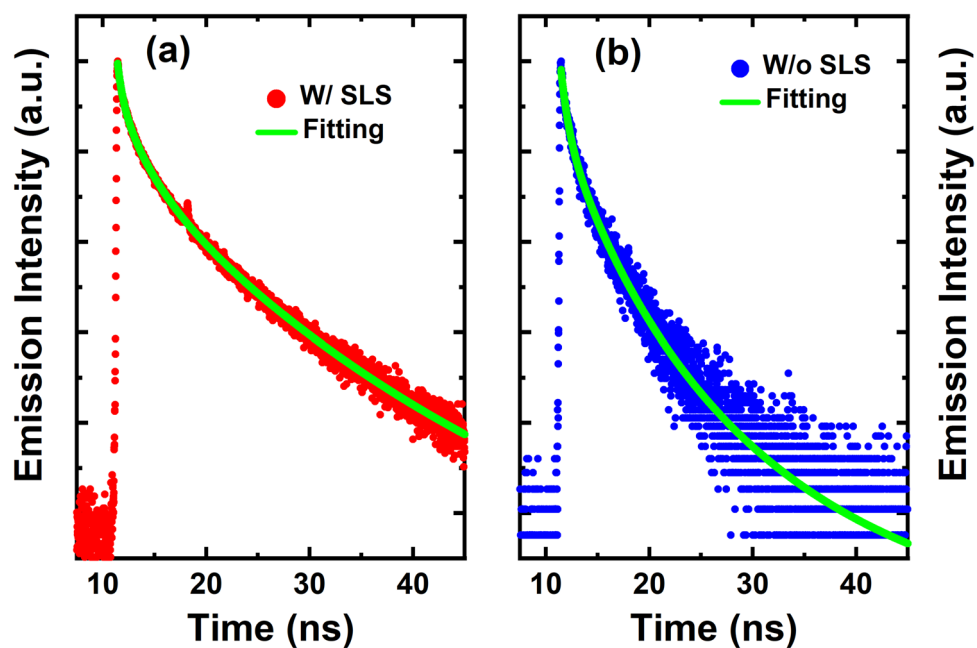 Emission Intensity (a.u.)
(a)
W/ SLS
Fitting
10 20 30 40
Time (ns)
(b)
W/o SLS
Fitting
10 20 30 40
Time (ns)
Emission Intensity (a.u.)